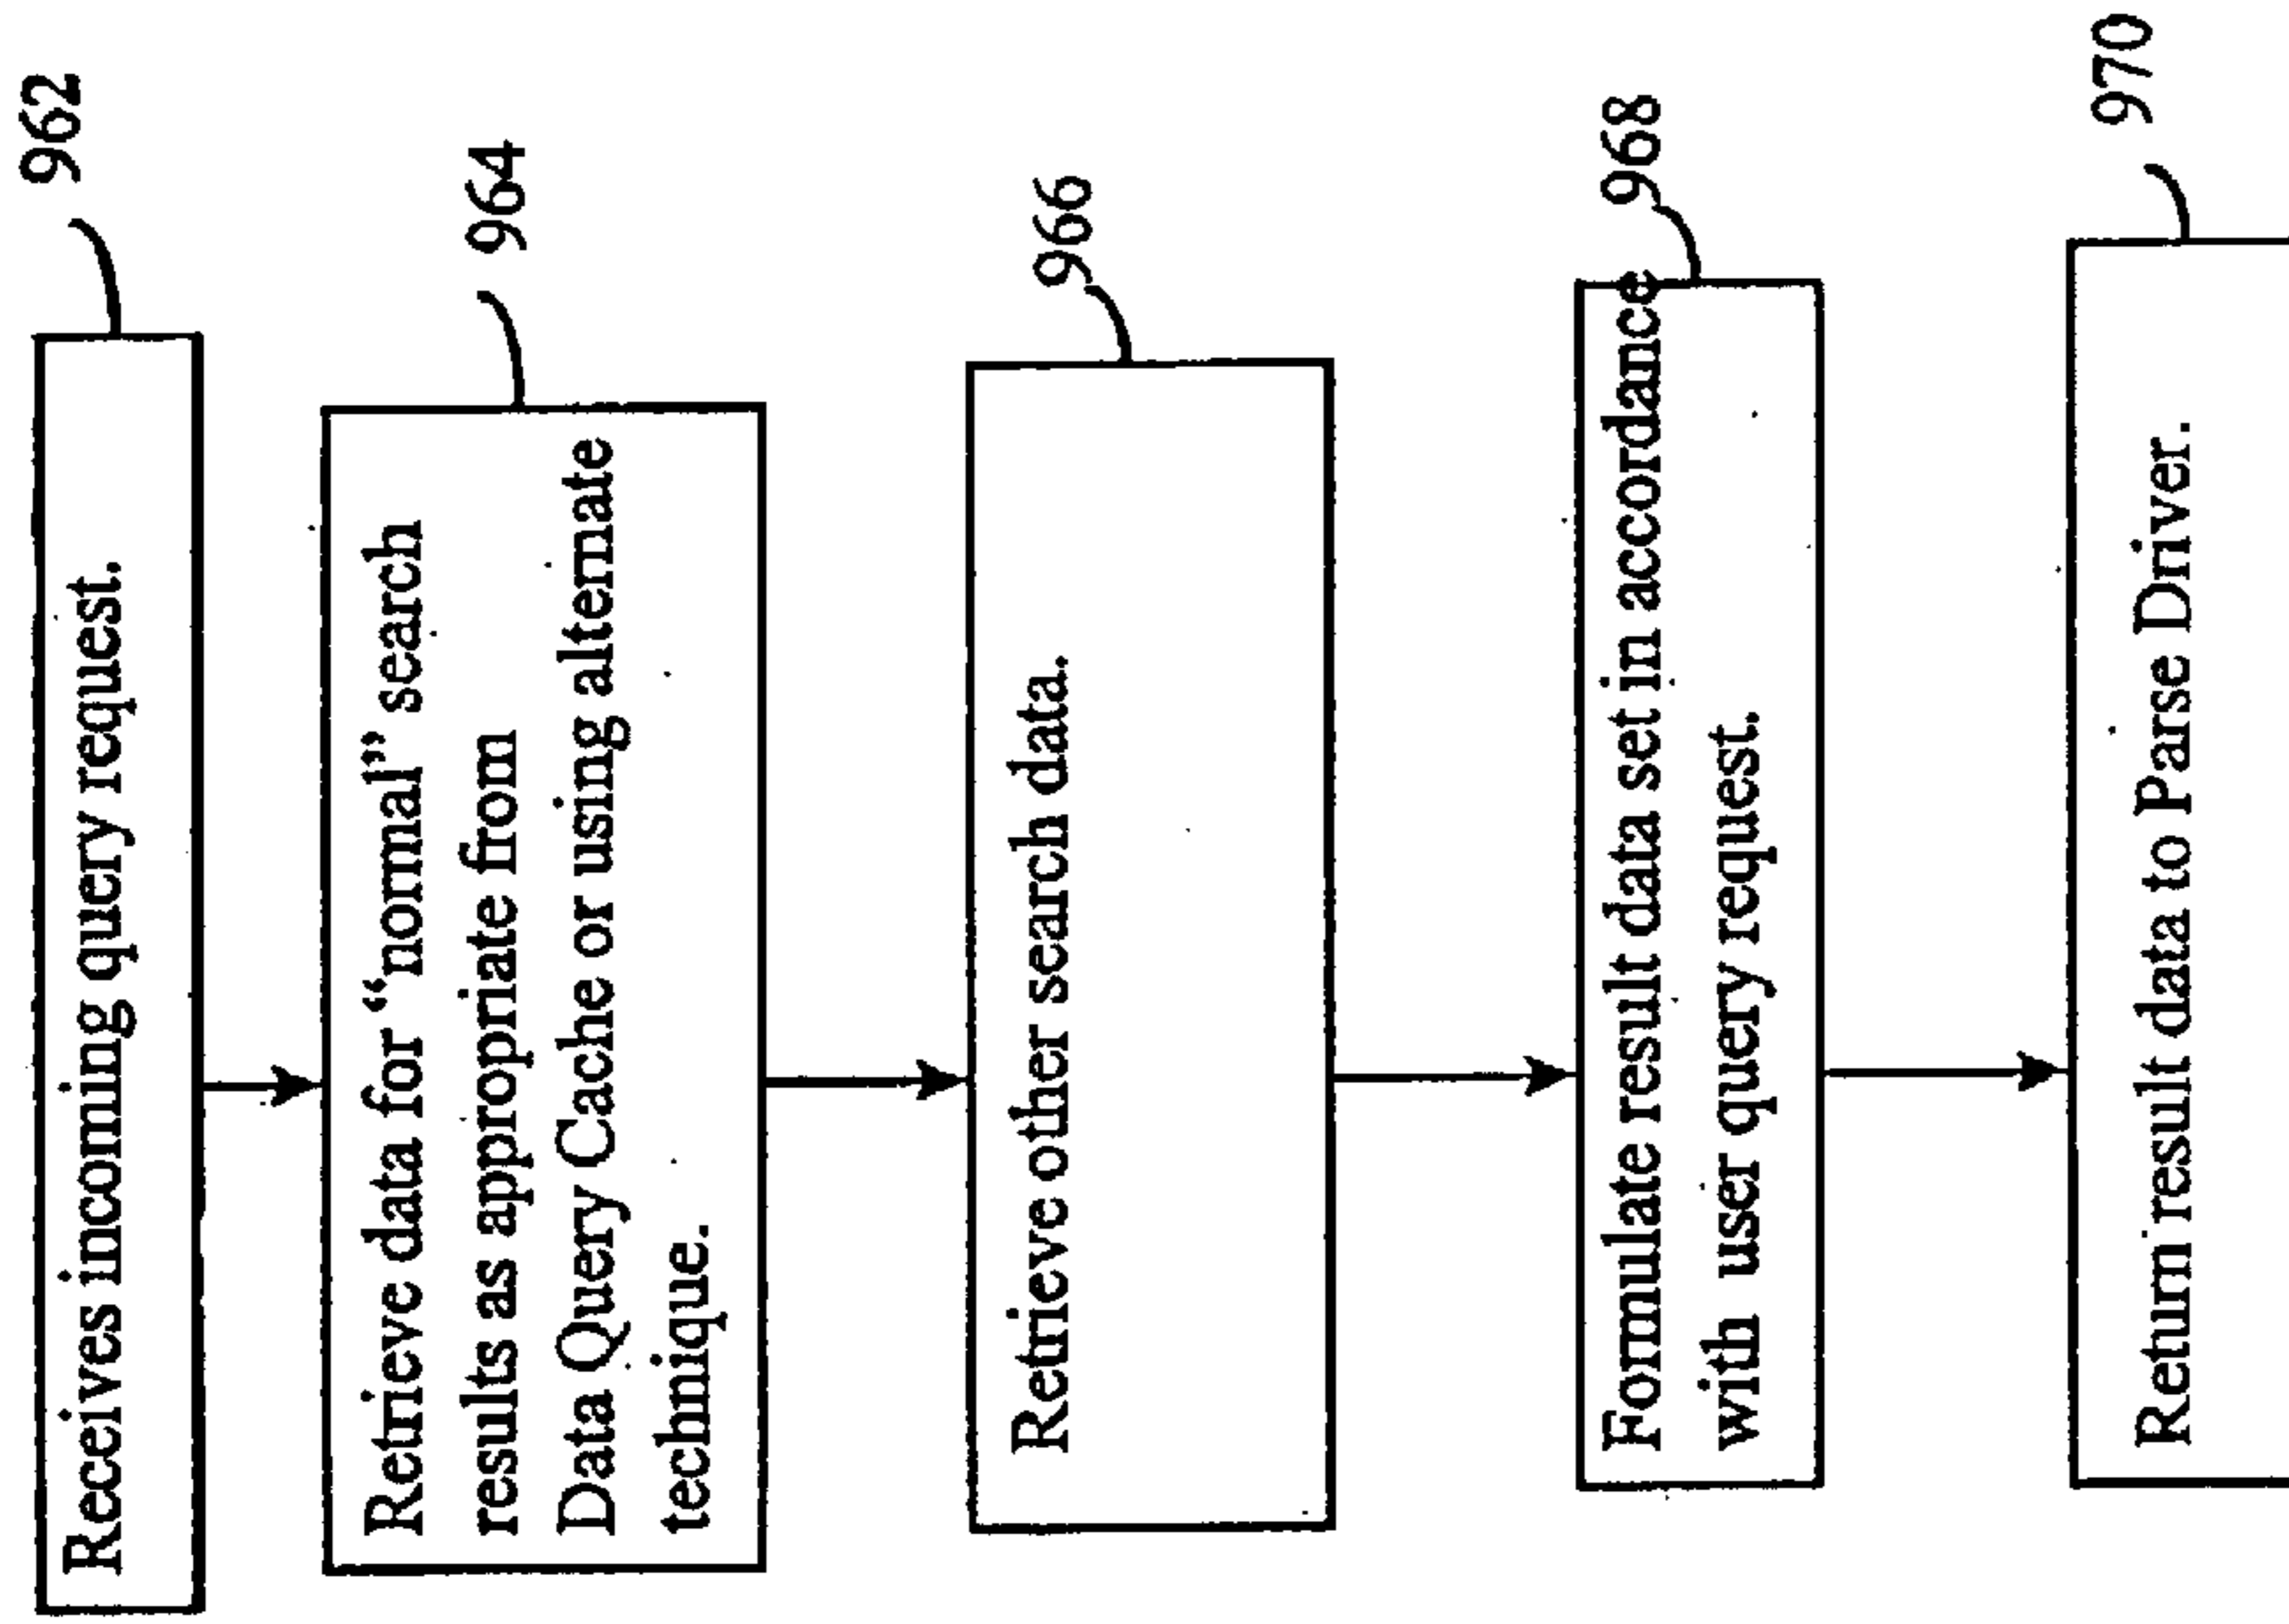 962
Receives incoming query request.
964
Retrieve data for “normal” search
results as appropriate from
Data Query Cache or using alternate
technique.
966
Retrieve other search data.
968
Formulate result data set in accordance
with user query request.
970
Return result data to Parse Driver.